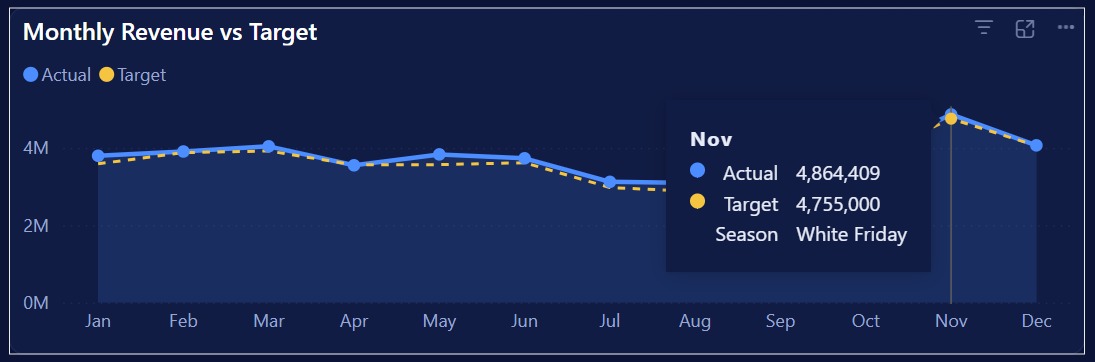 Monthly Revenue vs Target
Actual Target
Nov
Actual 4,864,409
Target 4,755,000
Season White Friday
4M
2M
0M
Jan Feb Mar Apr May Jun Jul Aug Sep Oct Nov Dec